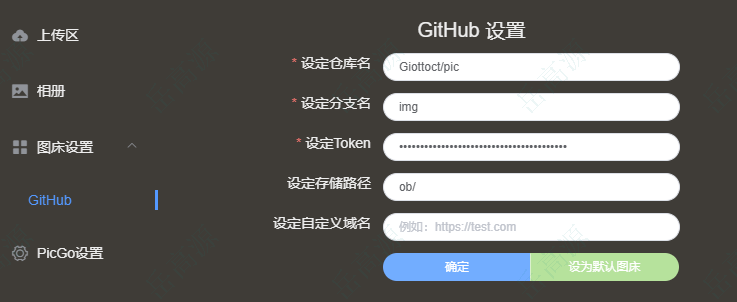 GitHub 设置
上传区
相册
图床设置
GitHub
PicGo设置
* 设定仓库名 Giottoct/pic
* 设定分支名 img
* 设定Token ••••••••••••••••••••••••••••••••••••••••
设定存储路径 ob/
设定自定义域名 例如：https://test.com
确定 设为默认图床